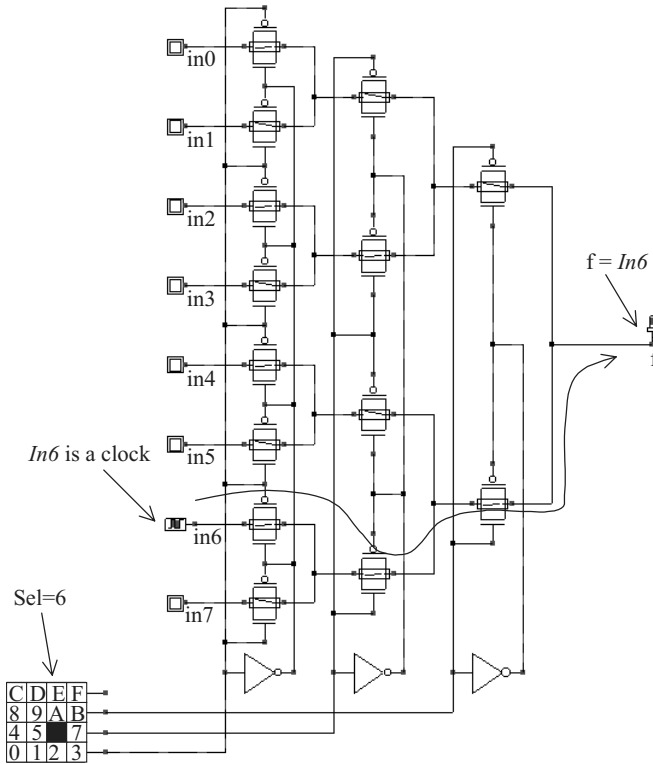 in0
in1
in2
in3
f = In6
in4
In6 is a clock
in5
in6
Sel=6
in7
C D E F
8 9 A B
4 5 7
0 1 2 3